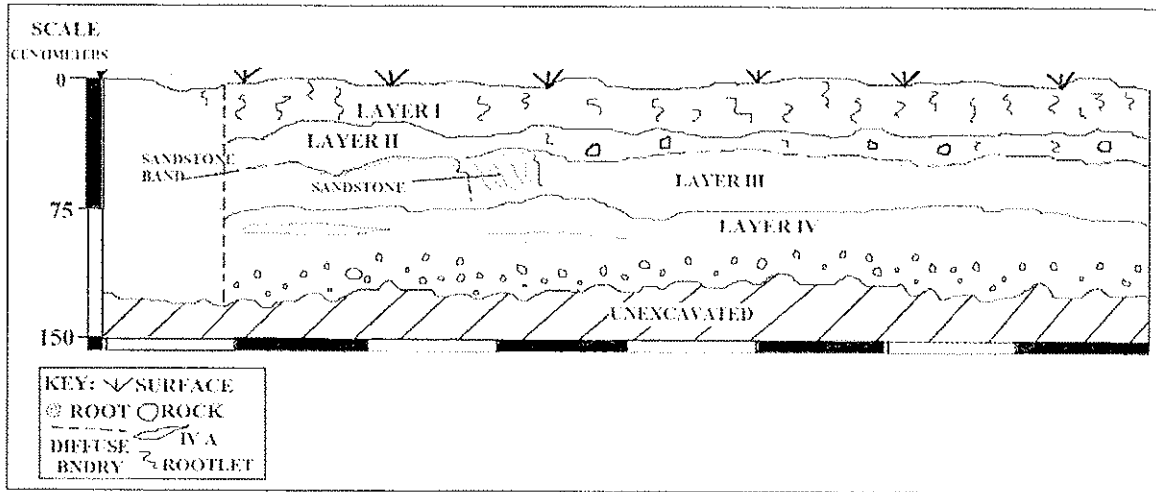 SCALE
CENTIMETERS
0
LAYER I
LAYER II
SANDSTONE
BAND
SANDSTONE
LAYER III
75
LAYER IV
UNEXCAVATED
150
KEY: SURFACE
ROOT ROCK
DIFFUSE IV A
BNDRY ROOTLET